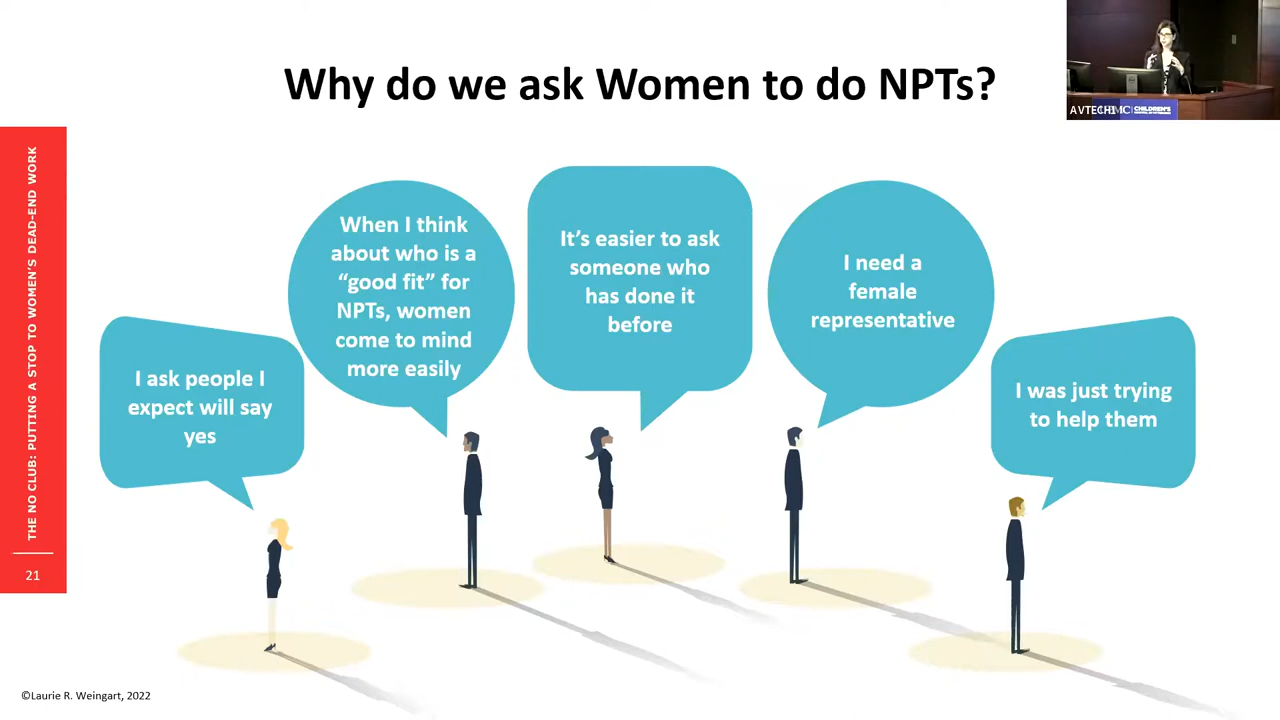 Why do we ask Women to do NPTs?
AVTECH
CHILDREN'S
THE NO CLUB: PUTTING A STOP TO WOMEN'S DEAD-END WORK
21
I ask people I
expect will say
yes
When I think
about who is a
“good fit” for
NPTs, women
come to mind
more easily
It’s easier to ask
someone who
has done it
before
I need a
female
representative
I was just trying
to help them
©Laurie R. Weingart, 2022